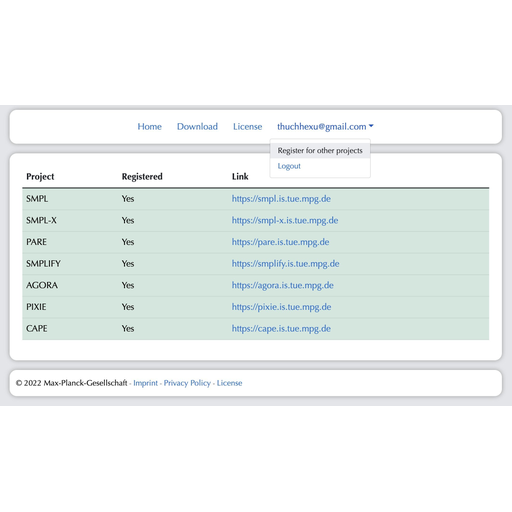 Home Download License thuchhexu@gmail.com
Register for other projects
Logout
Project Registered Link
SMPL Yes https://smpl.is.tue.mpg.de
SMPL-X Yes https://smpl-x.is.tue.mpg.de
PARE Yes https://pare.is.tue.mpg.de
SMPLIFY Yes https://smplify.is.tue.mpg.de
AGORA Yes https://agora.is.tue.mpg.de
PIXIE Yes https://pixie.is.tue.mpg.de
CAPE Yes https://cape.is.tue.mpg.de
© 2022 Max-Planck-Gesellschaft · Imprint · Privacy Policy · License